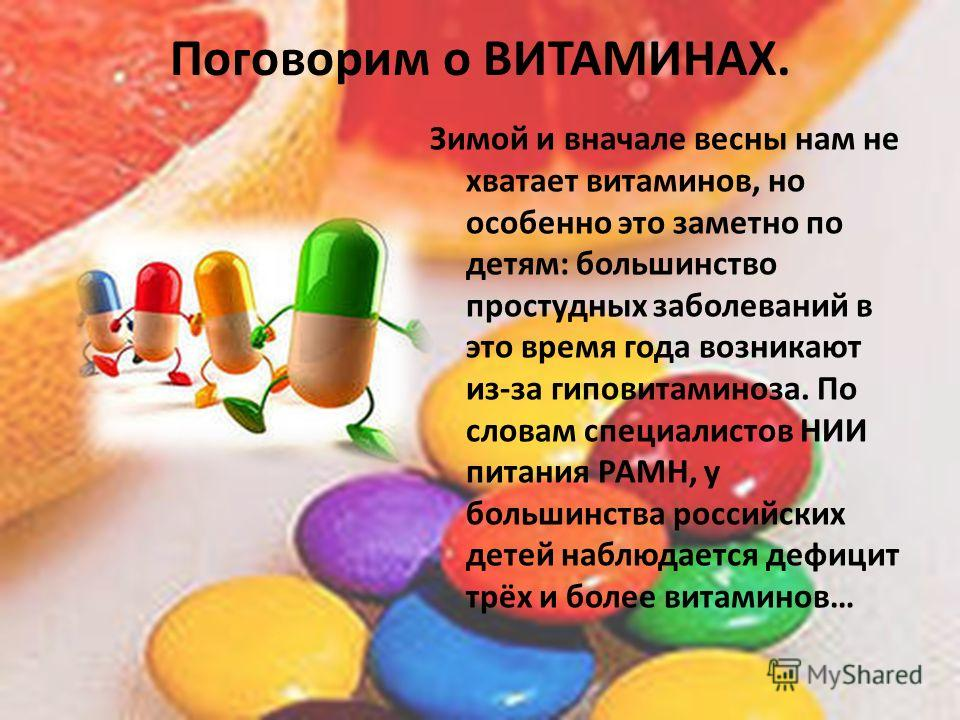 Поговорим о ВИТАМИНАХ.
Зимой и вначале весны нам не
хватает витаминов, но
особенно это заметно по
детям: большинство
простудных заболеваний в
это время года возникают
из-за гиповитаминоза. По
словам специалистов НИИ
питания РАМН, у
большинства российских
детей наблюдается дефицит
трёх и более витаминов…
MyShared